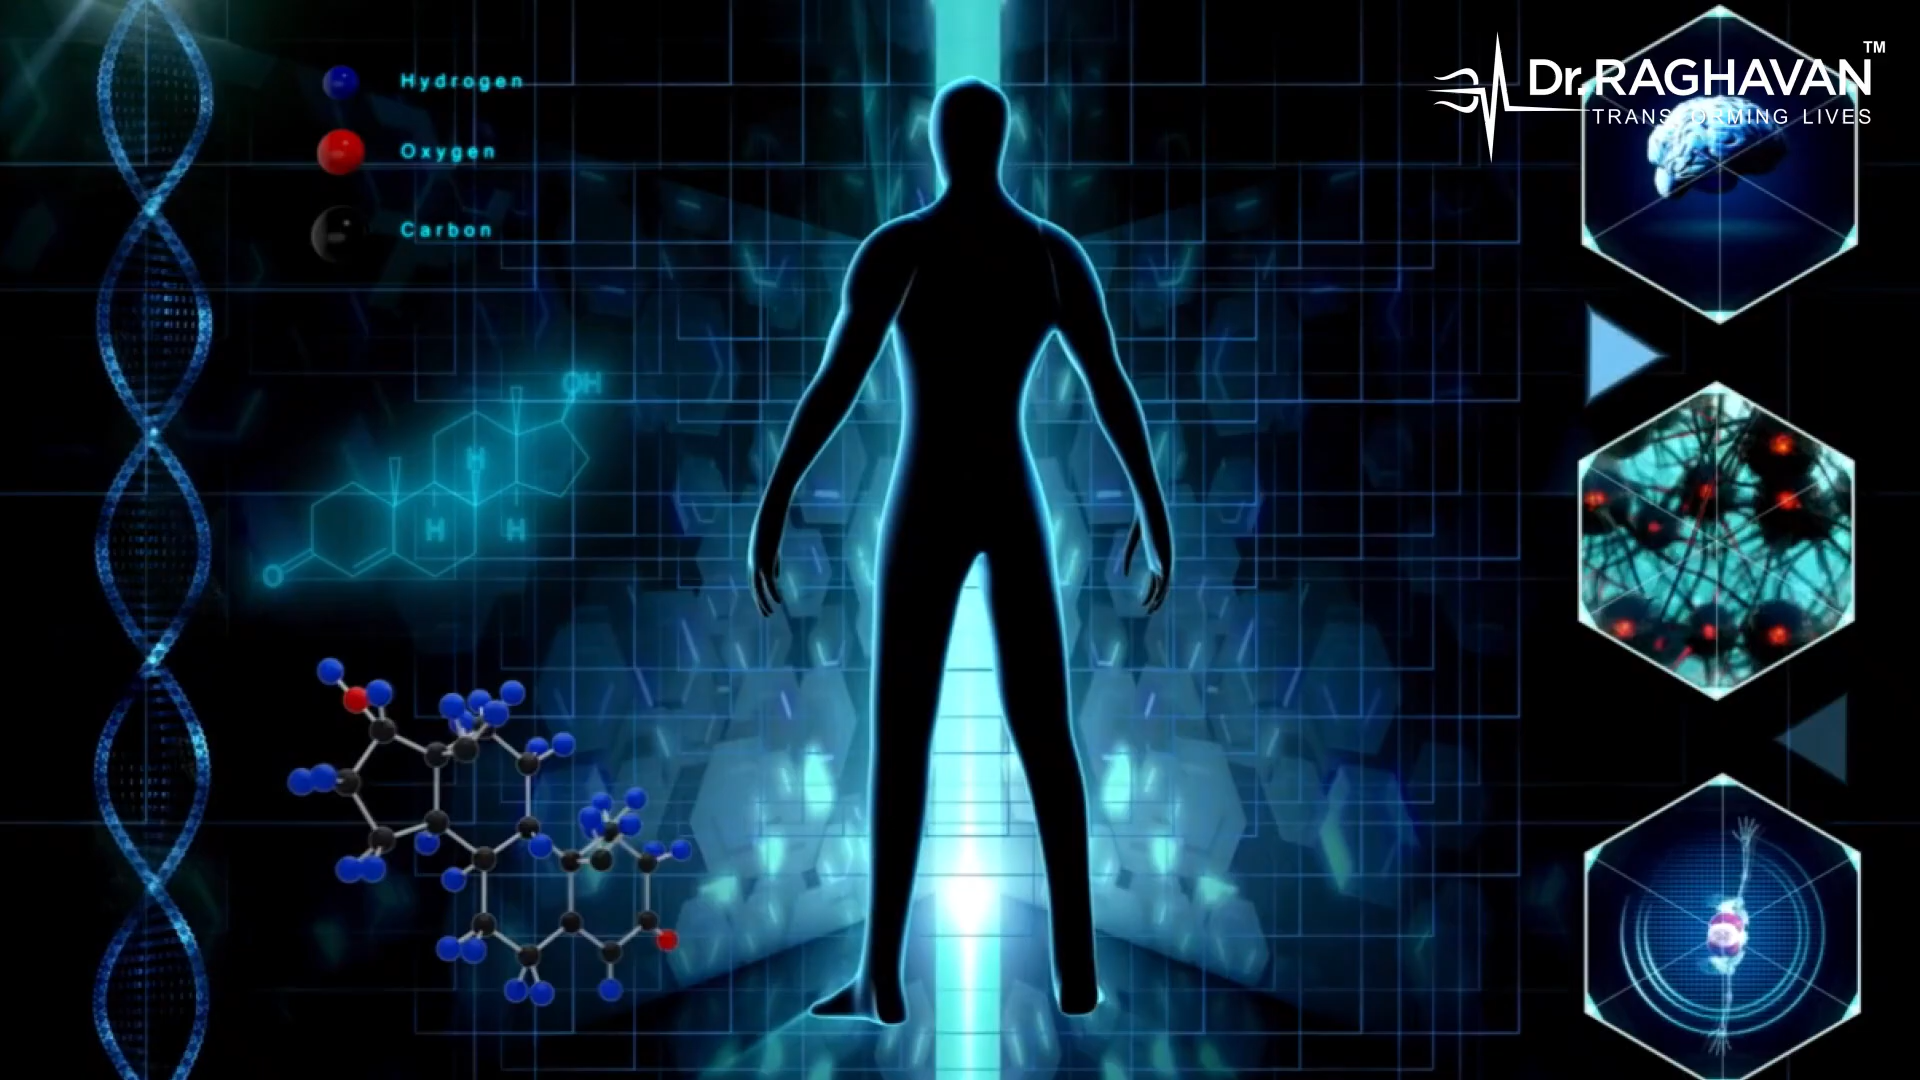 Hydrogen
Oxygen
Carbon
OH
H
H
H
O
Dr.RAGHAVAN™
TRANSFORMING LIVES